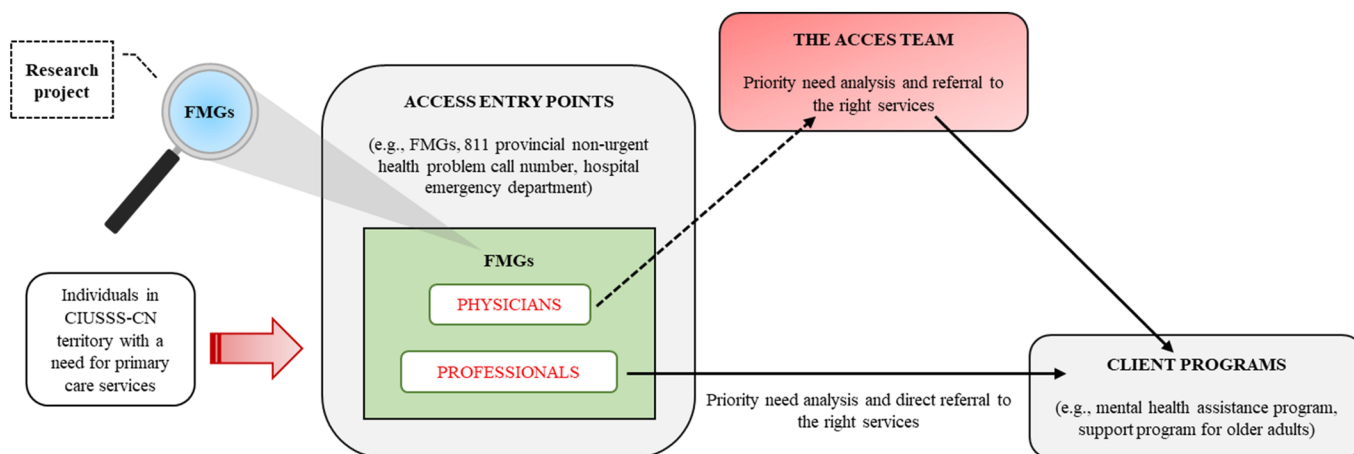 Research
project
FMGs
Individuals in
CIUSSS-CN
territory with a
need for primary
care services
ACCESS ENTRY POINTS
(e.g., FMGs, 811 provincial non-urgent
health problem call number, hospital
emergency department)
FMGs
PHYSICIANS
PROFESSIONALS
THE ACCES TEAM
Priority need analysis and referral to
the right services
Priority need analysis and direct referral to
the right services
CLIENT PROGRAMS
(e.g., mental health assistance program,
support program for older adults)